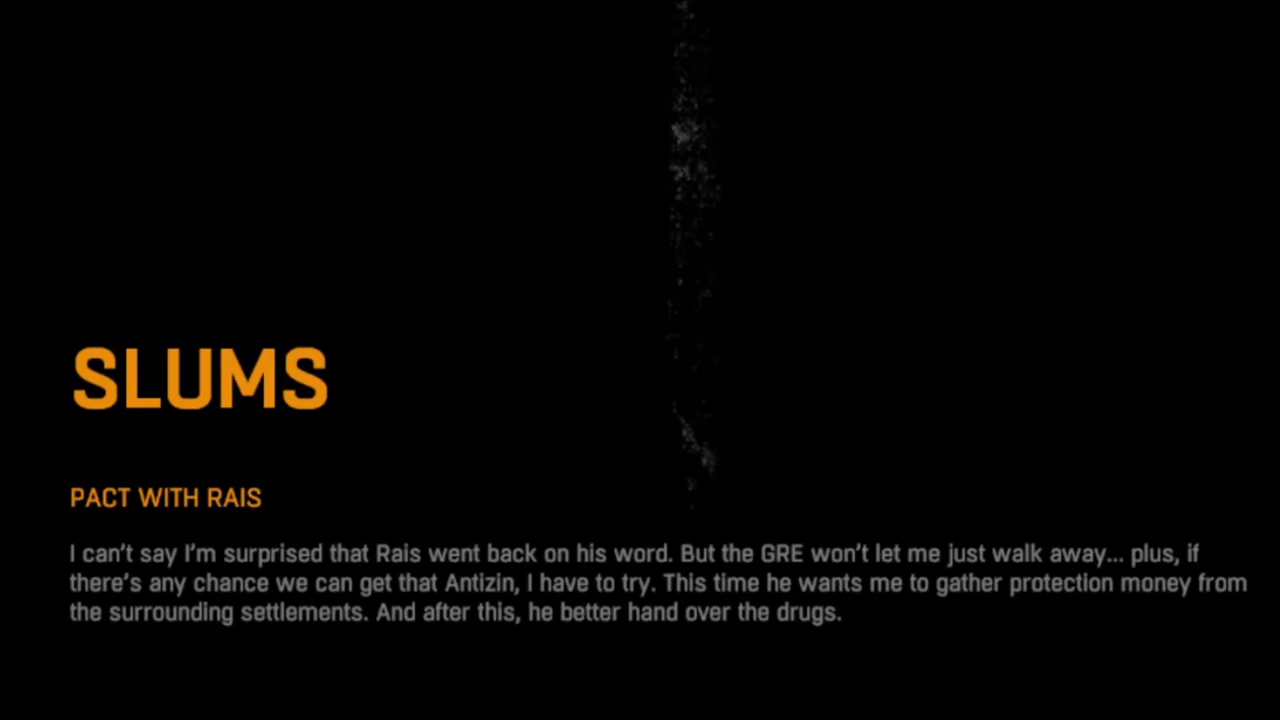 SLUMS
PACT WITH RAIS
I can't say I'm surprised that Rais went back on his word. But the GRE won't let me just walk away... plus, if
there's any chance we can get that Antizin, I have to try. This time he wants me to gather protection money from
the surrounding settlements. And after this, he better hand over the drugs.